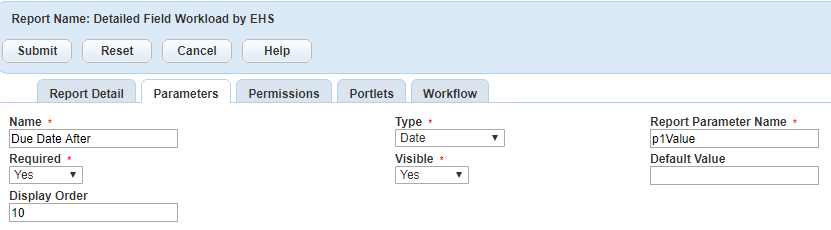 Report Name: Detailed Field Workload by EHS
Submit Reset Cancel Help
Report Detail Parameters Permissions Portlets Workflow
Name * Type * Report Parameter Name *
Due Date After Date p1Value
Required * Visible * Default Value
Yes Yes
Display Order
10